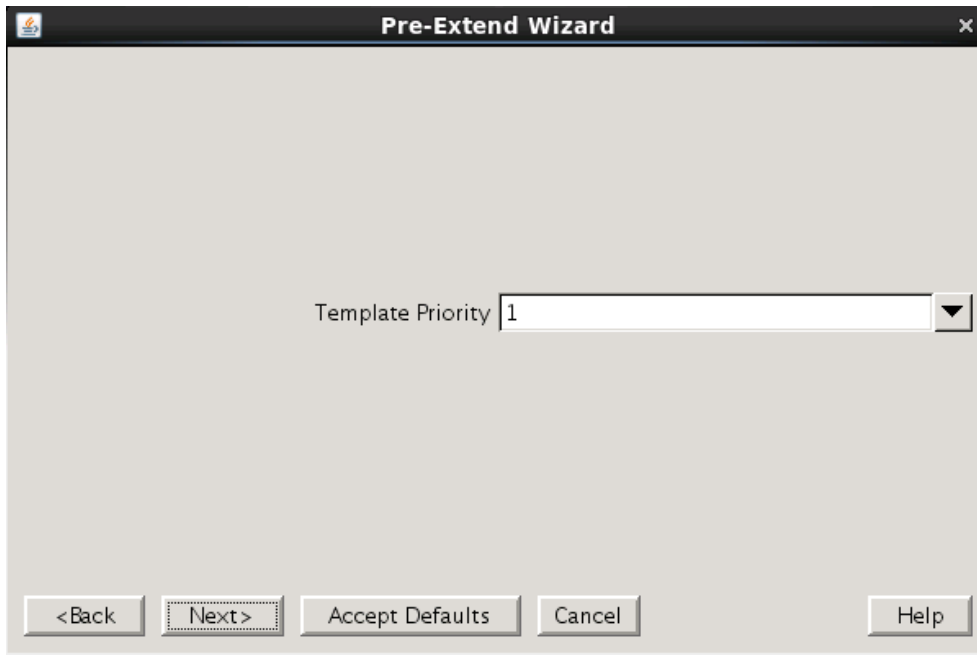 Pre-Extend Wizard
Template Priority 1
<Back Next> Accept Defaults Cancel Help